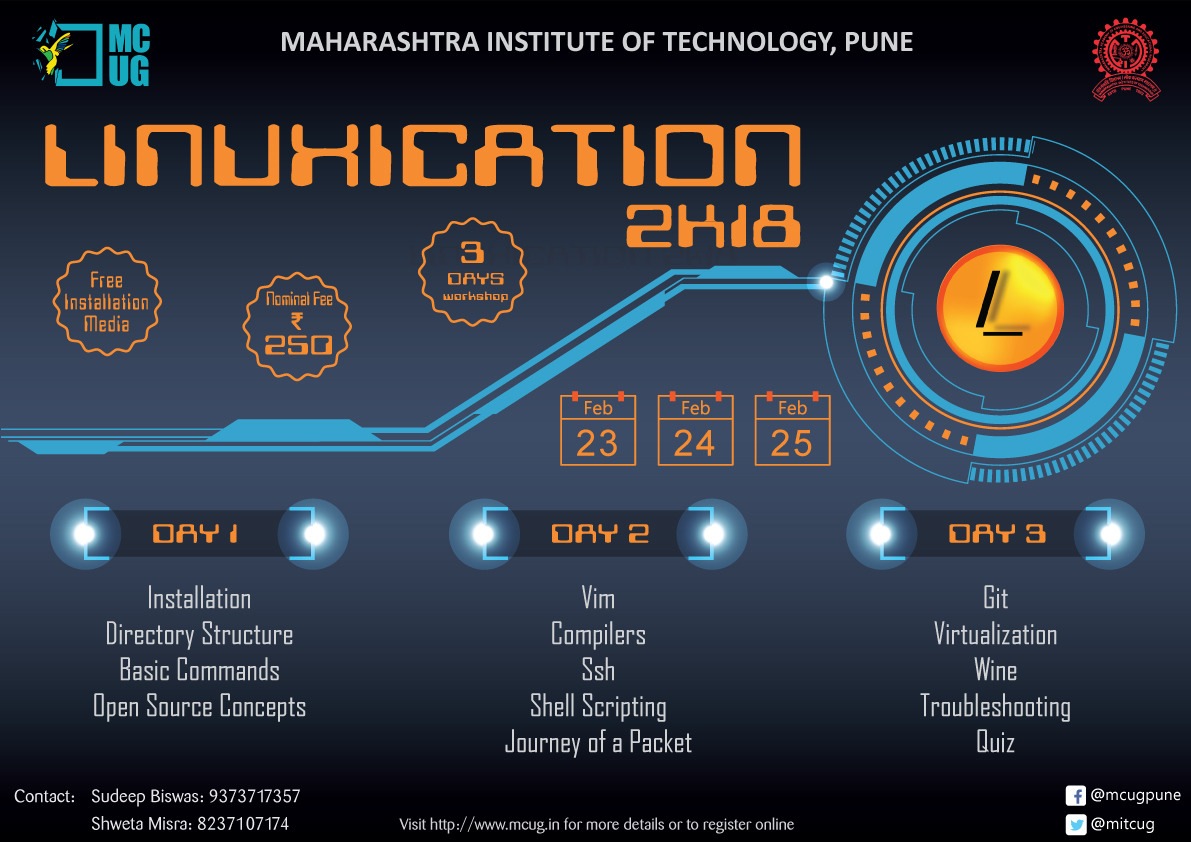 MC
UG
MAHARASHTRA INSTITUTE OF TECHNOLOGY, PUNE
LINUXICATION
2K18
Free
Installation
Media
Nominal Fee
₹
250
3
DAYS
workshop
L
Feb
23
Feb
24
Feb
25
DAY 1
Installation
Directory Structure
Basic Commands
Open Source Concepts
DAY 2
Vim
Compilers
Ssh
Shell Scripting
Journey of a Packet
DAY 3
Git
Virtualization
Wine
Troubleshooting
Quiz
Contact: Sudeep Biswas: 9373717357
Shweta Misra: 8237107174
Visit http://www.mcug.in for more details or to register online
@mcugpune
@mitcug